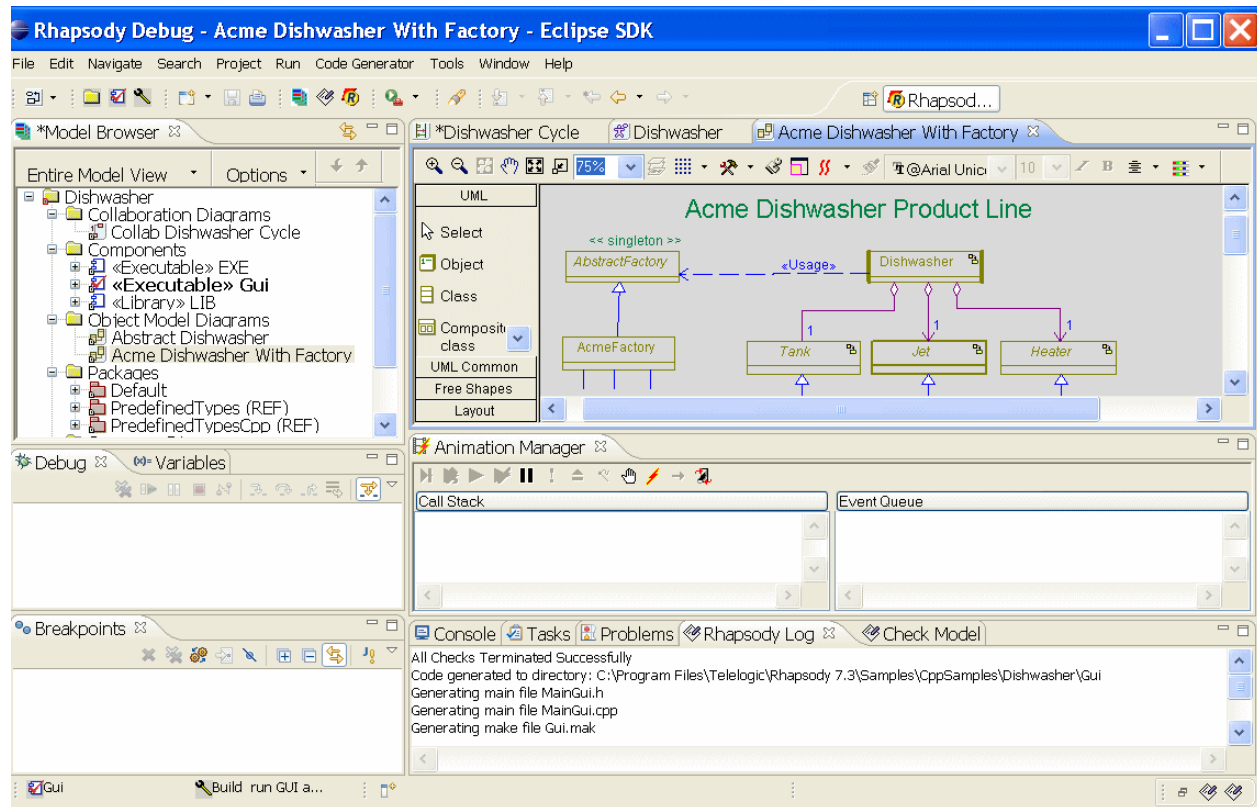 Rhapsody Debug - Acme Dishwasher With Factory - Eclipse SDK
File Edit Navigate Search Project Run Code Generator Tools Window Help
Rhapsod...
*Model Browser
Entire Model View Options
Dishwasher
Collaboration Diagrams
Collab Dishwasher Cycle
Components
«Executable» EXE
«Executable» Gui
«Library» LIB
Object Model Diagrams
Abstract Dishwasher
Acme Dishwasher With Factory
Packages
Default
PredefinedTypes (REF)
PredefinedTypesCpp (REF)
*Dishwasher Cycle Dishwasher Acme Dishwasher With Factory
75% @Arial Unic 10 B
UML
Select
Object
Class
Composit
class
UML Common
Free Shapes
Layout
Acme Dishwasher Product Line
<< singleton >>
AbstractFactory
«Usage»
Dishwasher
AcmeFactory
1 1 1
Tank Jet Heater
Debug (x)= Variables
Animation Manager
Call Stack Event Queue
Breakpoints
Console Tasks Problems Rhapsody Log Check Model
All Checks Terminated Successfully
Code generated to directory: C:\Program Files\Telelogic\Rhapsody 7.3\Samples\CppSamples\Dishwasher\Gui
Generating main file MainGui.h
Generating main file MainGui.cpp
Generating make file Gui.mak
Gui Build run GUI a...